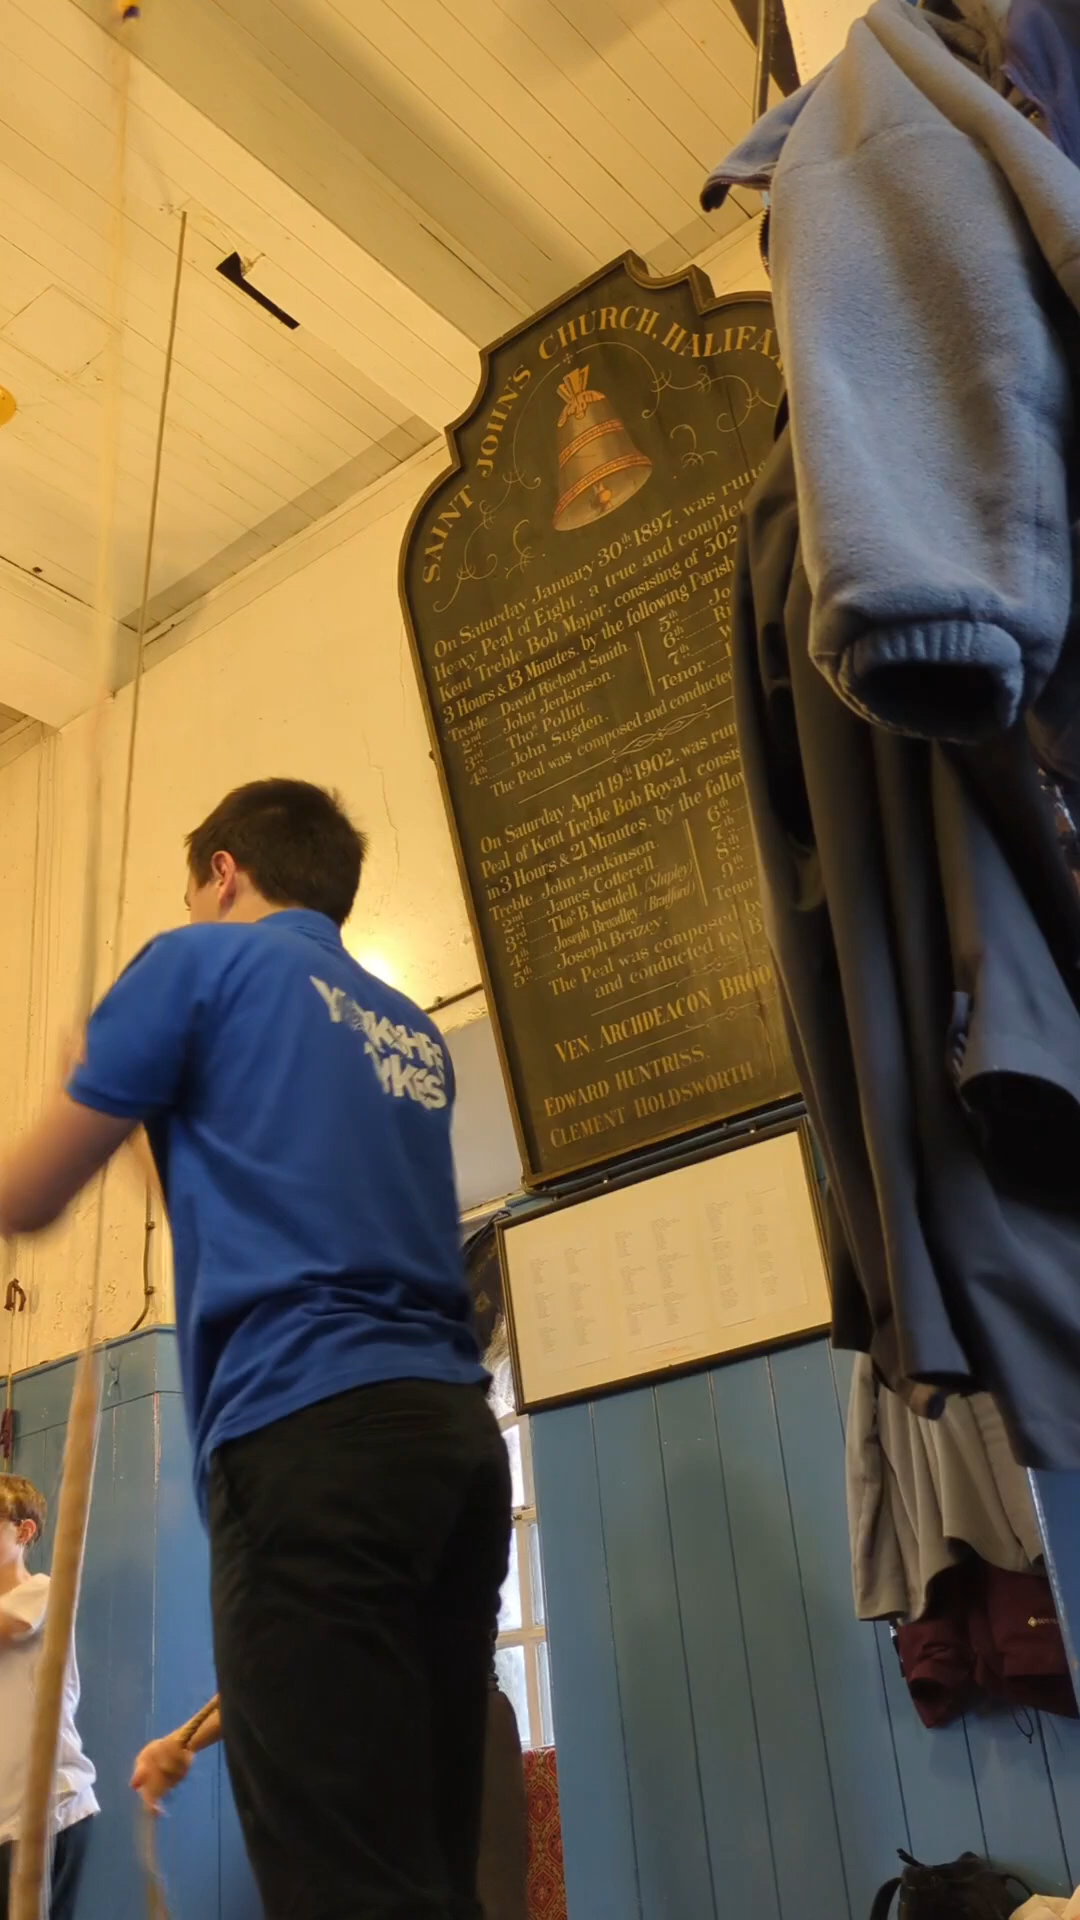 SAINT JOHN'S CHURCH, HALIFA
On Saturday January 30th 1897, was rung
Heavy Peal of Eight, a true and complet
Kent Treble Bob Major, consisting of 502
3 Hours & 13 Minutes, by the following Parish
Treble.... David Richard Smith.
2nd...... John Jenkinson.
3rd...... Thos. Pollitt.
4th...... John Sugden.
5th.... Jo
6th.... Ri
7th.... W
Tenor....
The Peal was composed and conducted
On Saturday April 19th 1902, was run
Peal of Kent Treble Bob Royal, consis
in 3 Hours & 21 Minutes, by the follow
Treble John Jenkinson.
2nd...... James Cotterell.
3rd...... Thos B. Kendell. (Shipley)
4th...... Joseph Broadley. (Bradford)
5th...... Joseph Brazey.
6th
7th
8th
9th
Tenor
The Peal was composed by
and conducted by B
VEN. ARCHDEACON BROO
EDWARD HUNTRISS.
CLEMENT HOLDSWORTH.
YORKSHIRE
TYKES